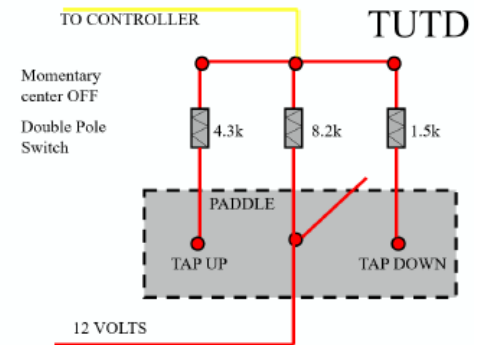 TO CONTROLLER
TUTD
Momentary
center OFF
Double Pole
Switch
4.3k
8.2k
1.5k
PADDLE
TAP UP
TAP DOWN
12 VOLTS